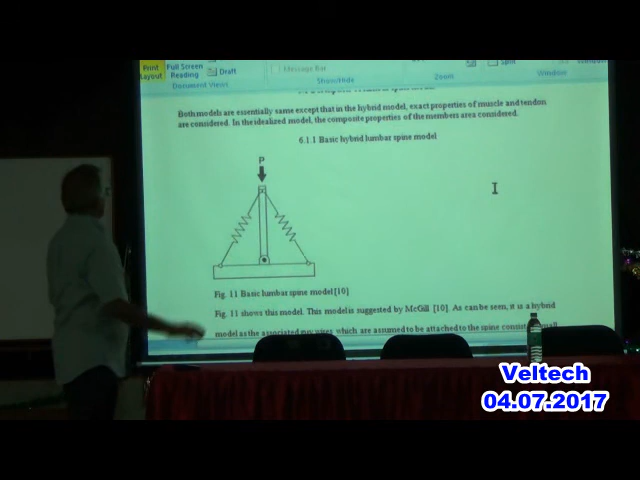 Print Layout
Full Screen Reading
Draft
Document Views
Message Bar
Show/Hide
Zoom
Split
Window
Window
Both models are essentially same except that in the hybrid model, exact properties of muscle and tendon
are considered. In the idealized model, the composite properties of the members area considered.
6.1.1 Basic hybrid lumbar spine model
P
Fig. 11 Basic lumbar spine model [10]
Fig. 11 shows this model. This model is suggested by McGill [10]. As can be seen, it is a hybrid
model as the associated guy wires which are assumed to be attached to the spine
Veltech
04.07.2017